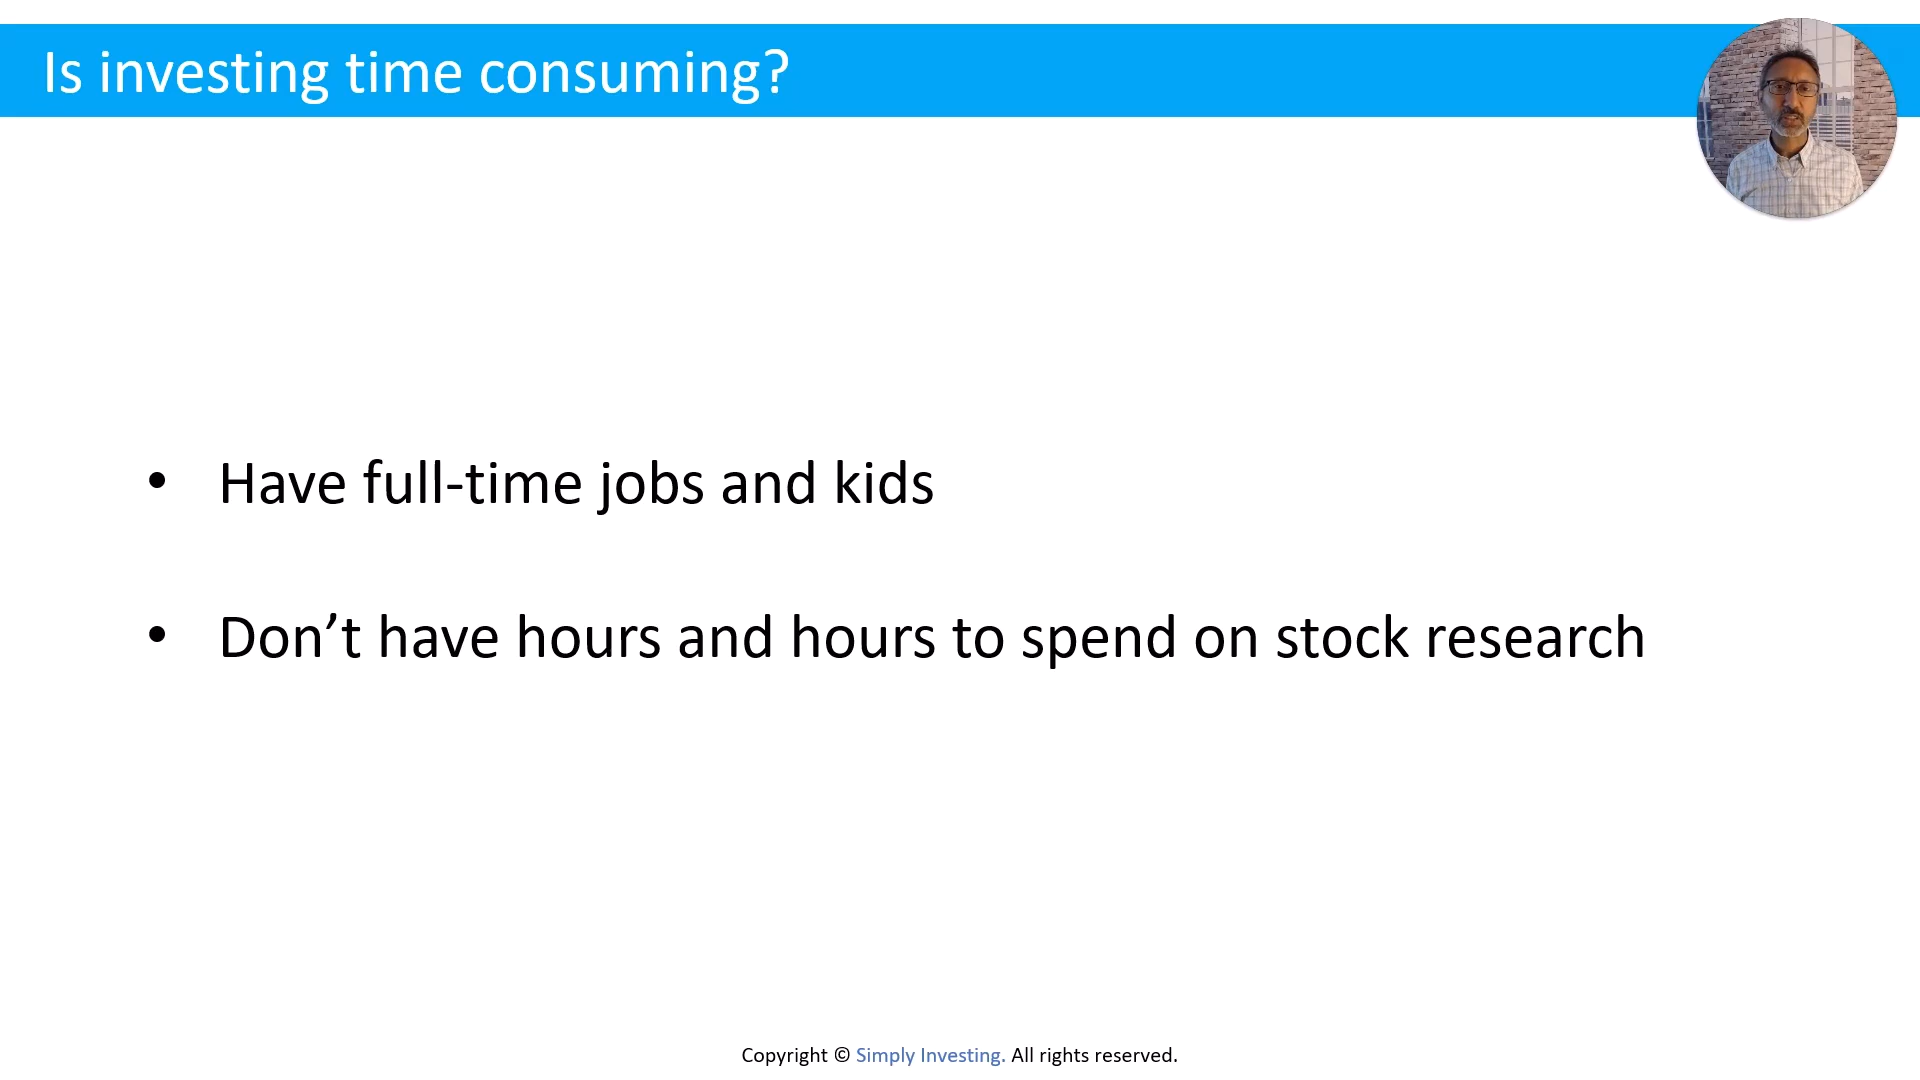 Is investing time consuming?
• Have full-time jobs and kids
• Don’t have hours and hours to spend on stock research
Copyright © Simply Investing. All rights reserved.